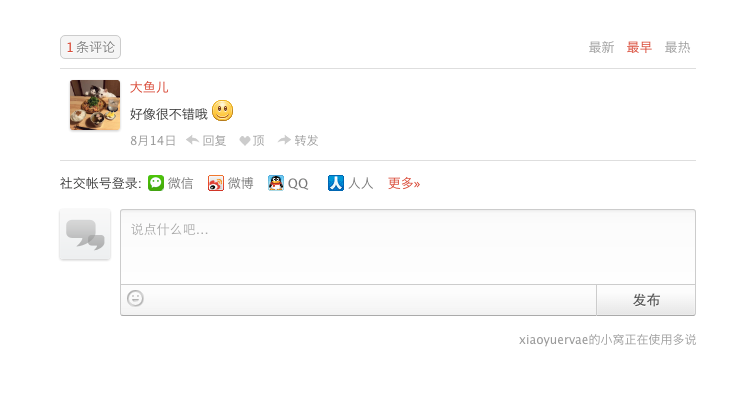 1条评论
最新 最早 最热
大鱼儿
好像很不错哦
8月14日 回复 顶 转发
社交帐号登录: 微信 微博 QQ 人人 更多»
说点什么吧...
发布
xiaoyuervae的小窝正在使用多说